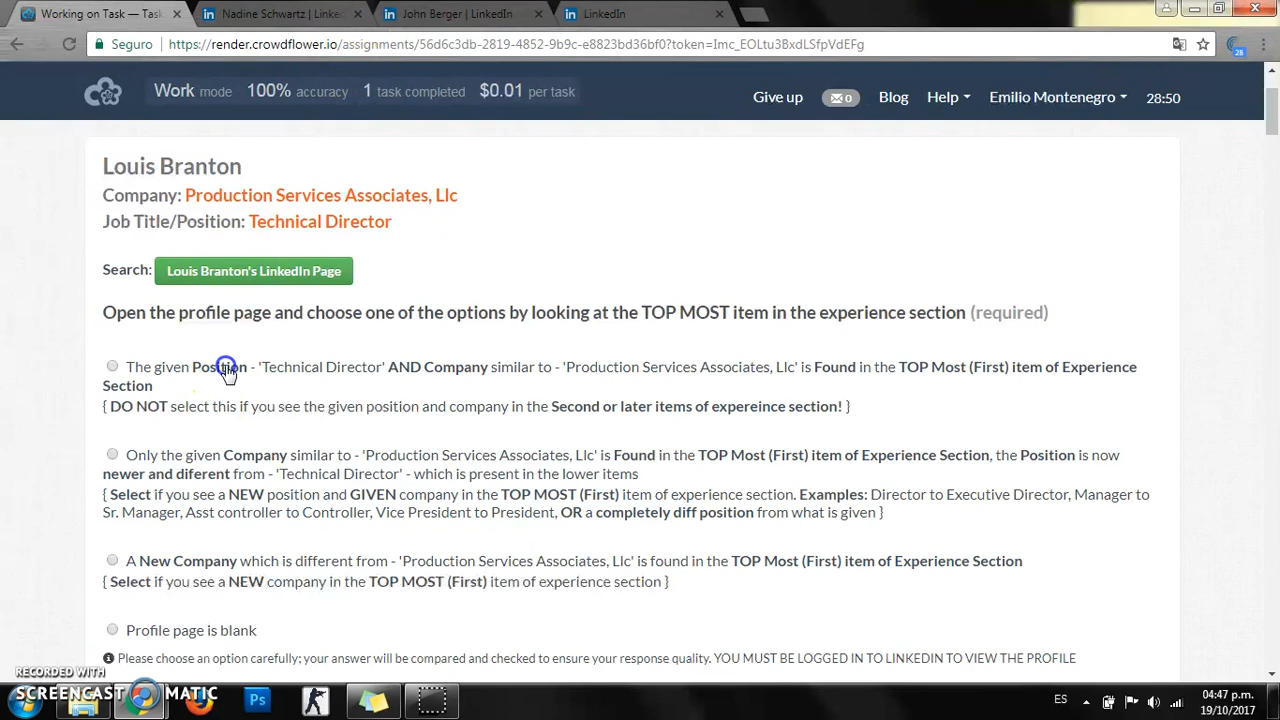 Working on Task — Task
Nadine Schwartz | Linke
John Berger | LinkedIn
LinkedIn
Seguro
https://render.crowdflower.io/assignments/56d6c3db-2819-4852-9b9c-e8823bd36bf0?token=Imc_EOLtu3BxdLSfpVdEFg
28
Work mode 100% accuracy 1 task completed $0.01 per task
Give up 0 Blog Help Emilio Montenegro 28:50
Louis Branton
Company: Production Services Associates, Llc
Job Title/Position: Technical Director
Search: Louis Branton's LinkedIn Page
Open the profile page and choose one of the options by looking at the TOP MOST item in the experience section (required)
The given Position - 'Technical Director' AND Company similar to - 'Production Services Associates, Llc' is Found in the TOP Most (First) item of Experience
Section
{ DO NOT select this if you see the given position and company in the Second or later items of expereince section! }
Only the given Company similar to - 'Production Services Associates, Llc' is Found in the TOP Most (First) item of Experience Section, the Position is now
newer and diferent from - 'Technical Director' - which is present in the lower items
{ Select if you see a NEW position and GIVEN company in the TOP MOST (First) item of experience section. Examples: Director to Executive Director, Manager to
Sr. Manager, Asst controller to Controller, Vice President to President, OR a completely diff position from what is given }
A New Company which is different from - 'Production Services Associates, Llc' is found in the TOP Most (First) item of Experience Section
{ Select if you see a NEW company in the TOP MOST (First) item of experience section }
Profile page is blank
Please choose an option carefully; your answer will be compared and checked to ensure your response quality. YOU MUST BE LOGGED IN TO LINKEDIN TO VIEW THE PROFILE
RECORDED WITH
SCREENCAST MATIC
Ps
ES
04:47 p.m.
19/10/2017